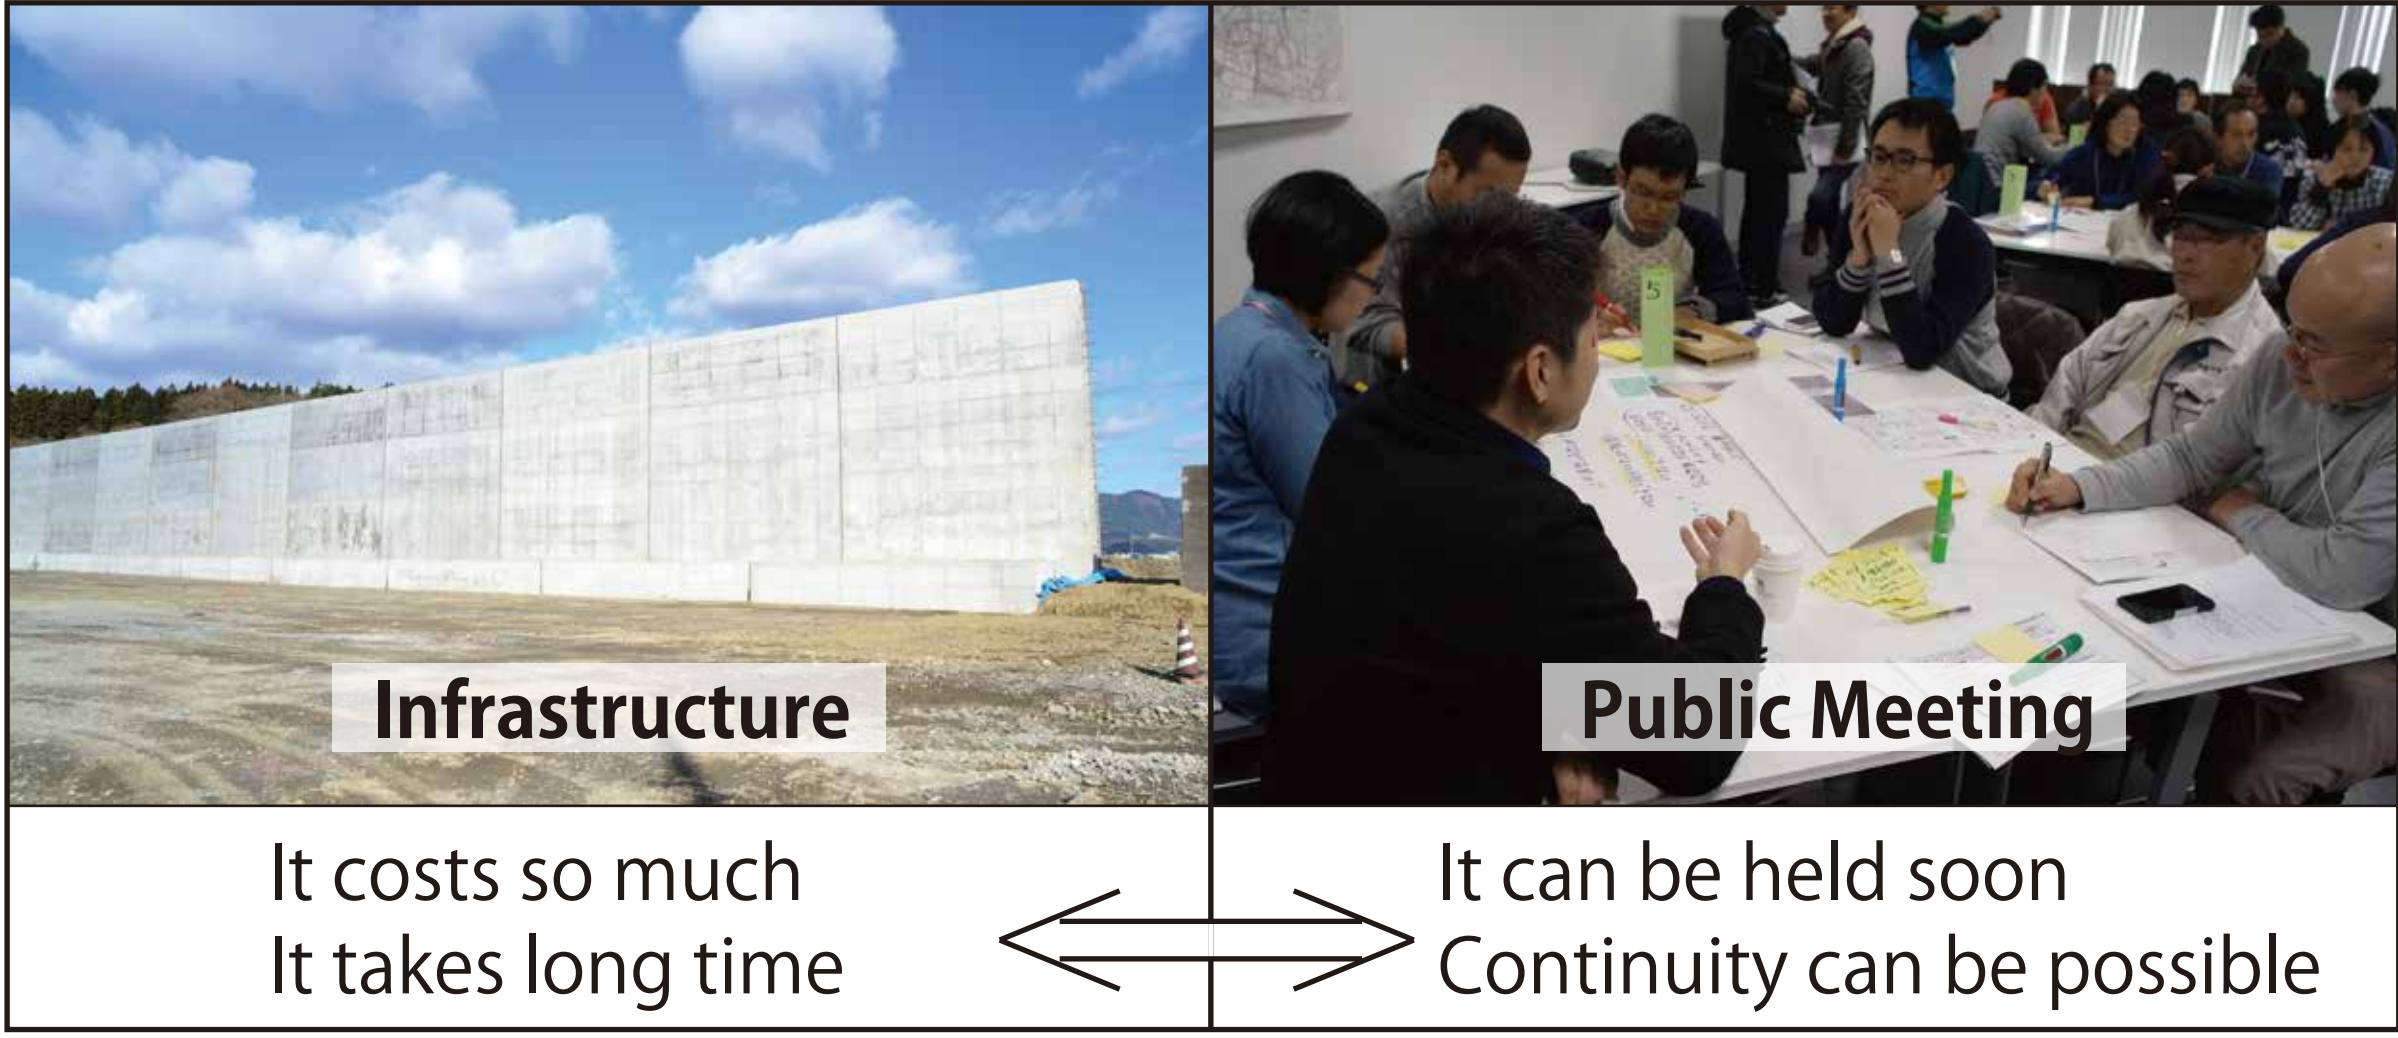 Infrastructure
Public Meeting
5
It costs so much
It takes long time
It can be held soon
Continuity can be possible